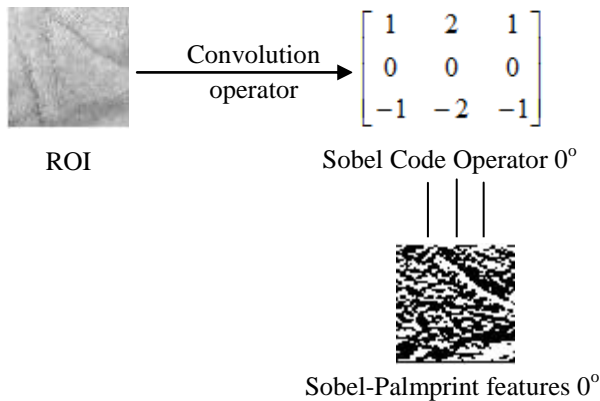 Convolution
operator
1 2 1
0 0 0
−1 −2 −1
ROI
Sobel Code Operator 0°
Sobel-Palmprint features 0°